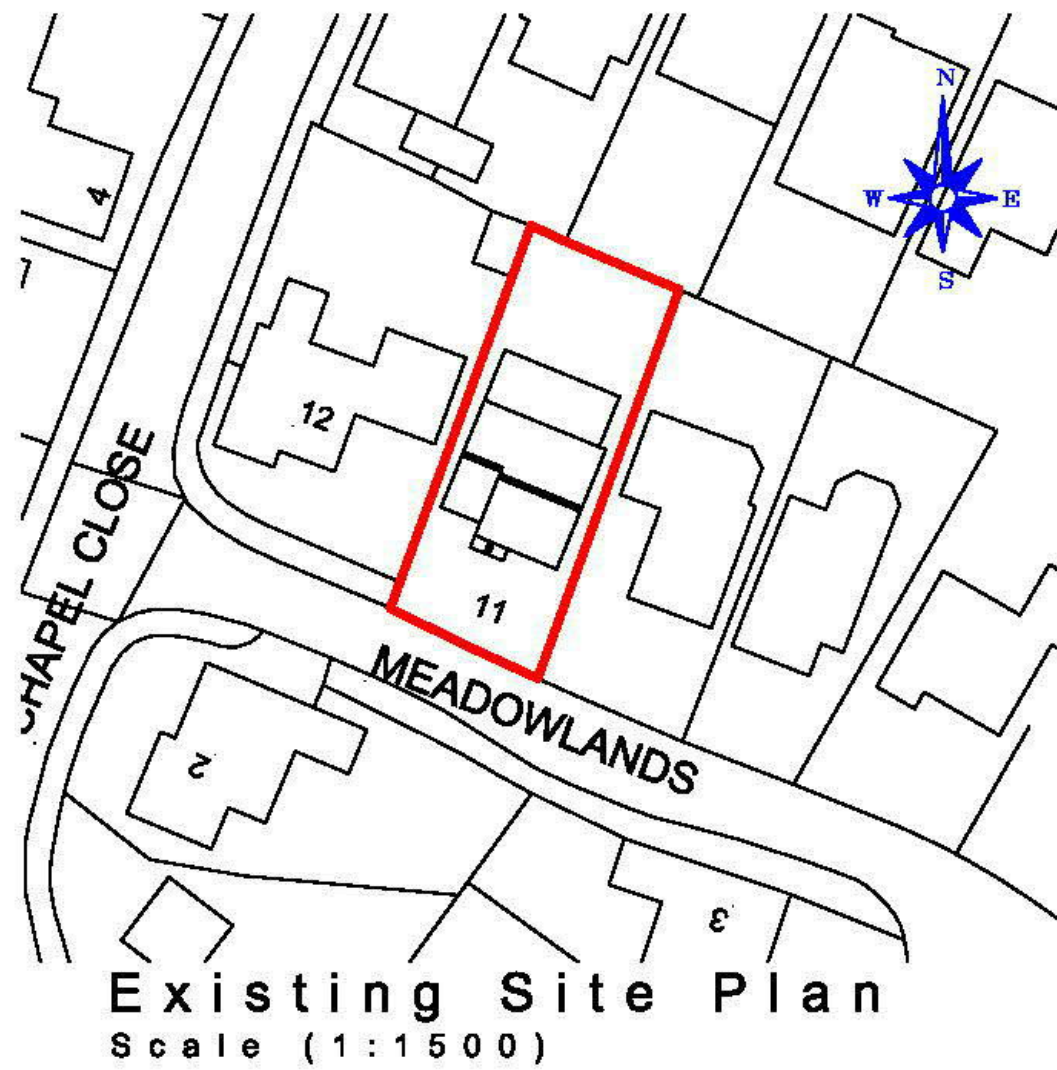 N
W E
S
4
12
CHAPEL CLOSE
11
MEADOWLANDS
2
3
Existing Site Plan
Scale (1:1500)